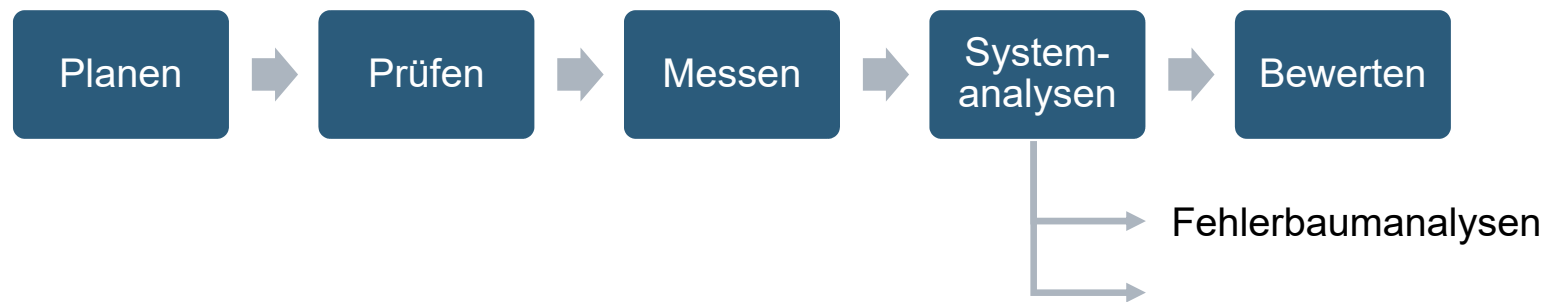 Planen
Prüfen
Messen
System-
analysen
Bewerten
Fehlerbaumanalysen